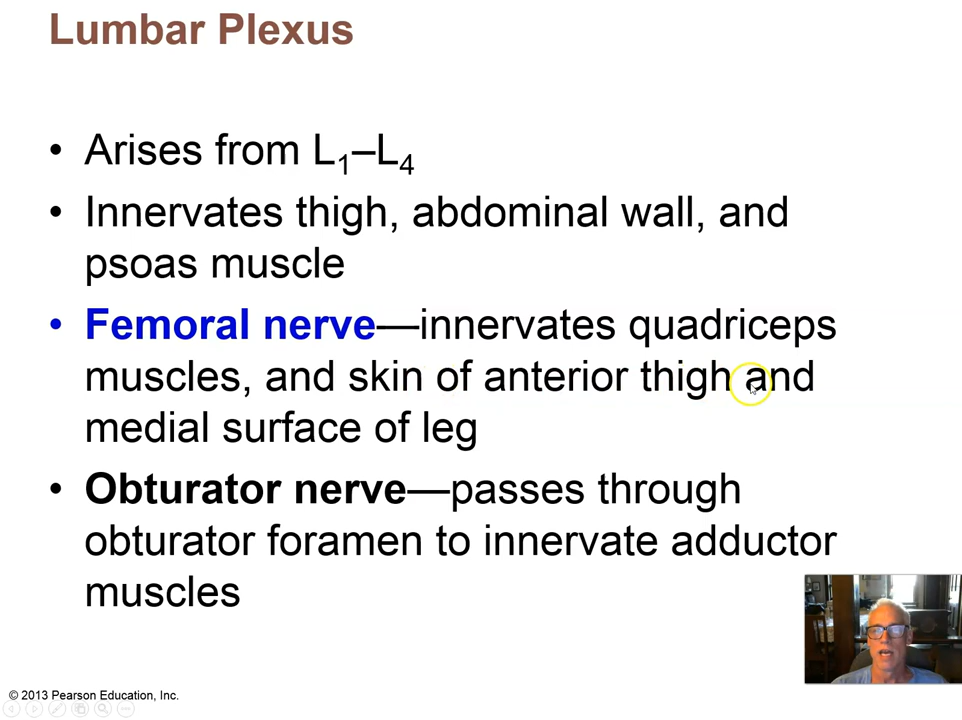 Lumbar Plexus
• Arises from L₁–L₄
• Innervates thigh, abdominal wall, and
psoas muscle
• Femoral nerve—innervates quadriceps
muscles, and skin of anterior thigh and
medial surface of leg
• Obturator nerve—passes through
obturator foramen to innervate adductor
muscles
© 2013 Pearson Education, Inc.